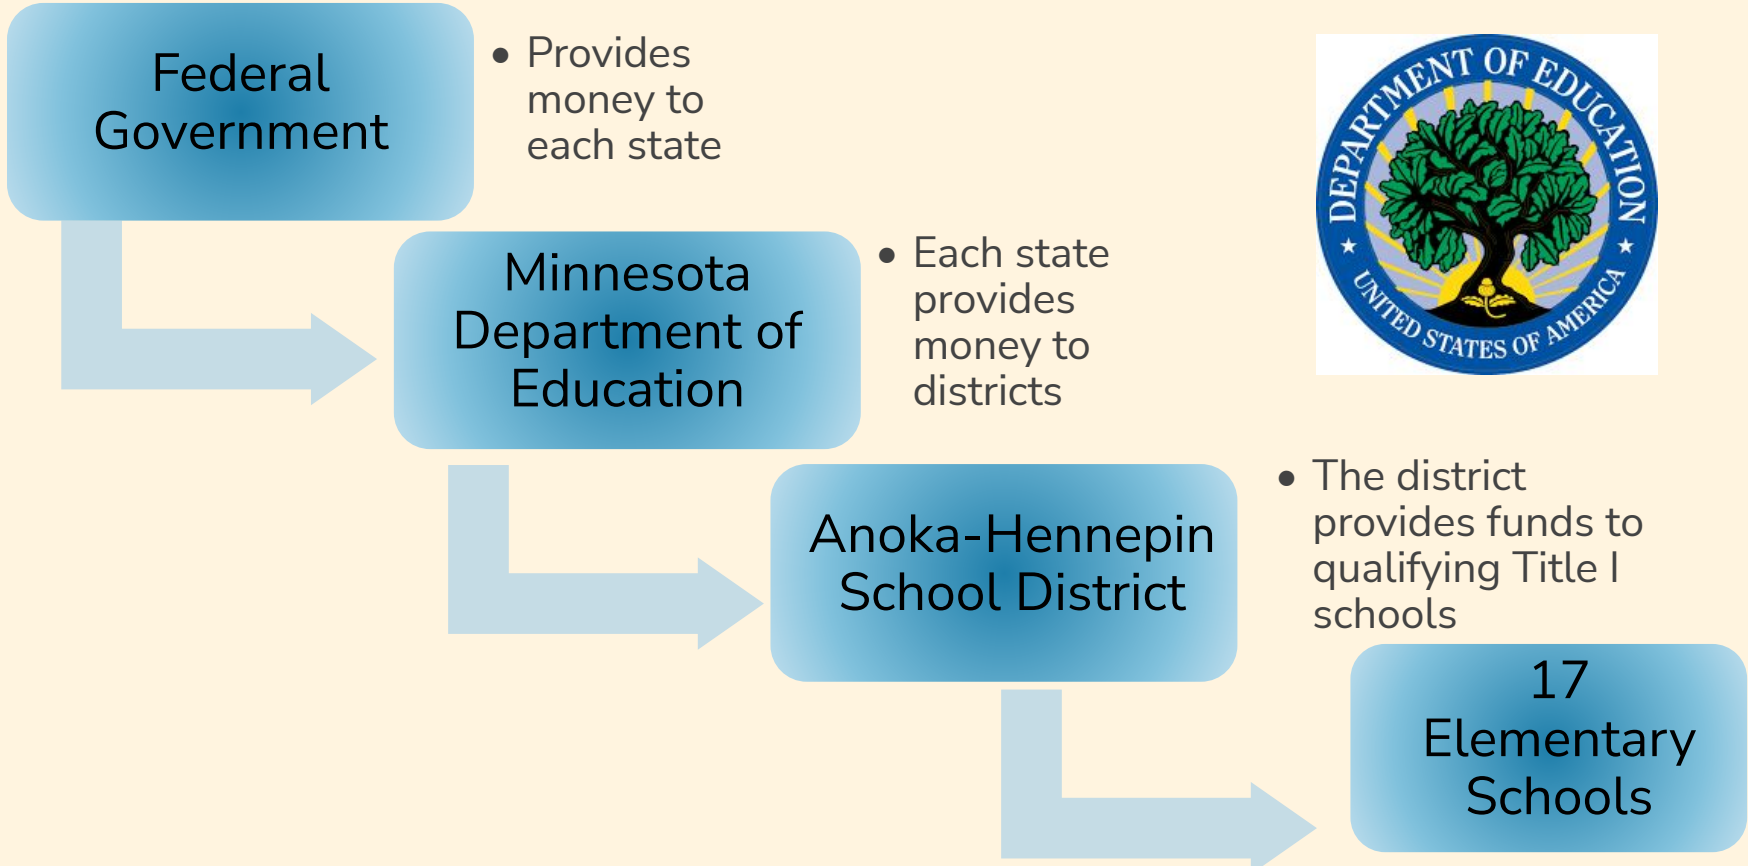 Federal
Government
• Provides
money to
each state
DEPARTMENT OF EDUCATION
★ UNITED STATES OF AMERICA ★
Minnesota
Department of
Education
• Each state
provides
money to
districts
Anoka-Hennepin
School District
• The district
provides funds to
qualifying Title I
schools
17
Elementary
Schools